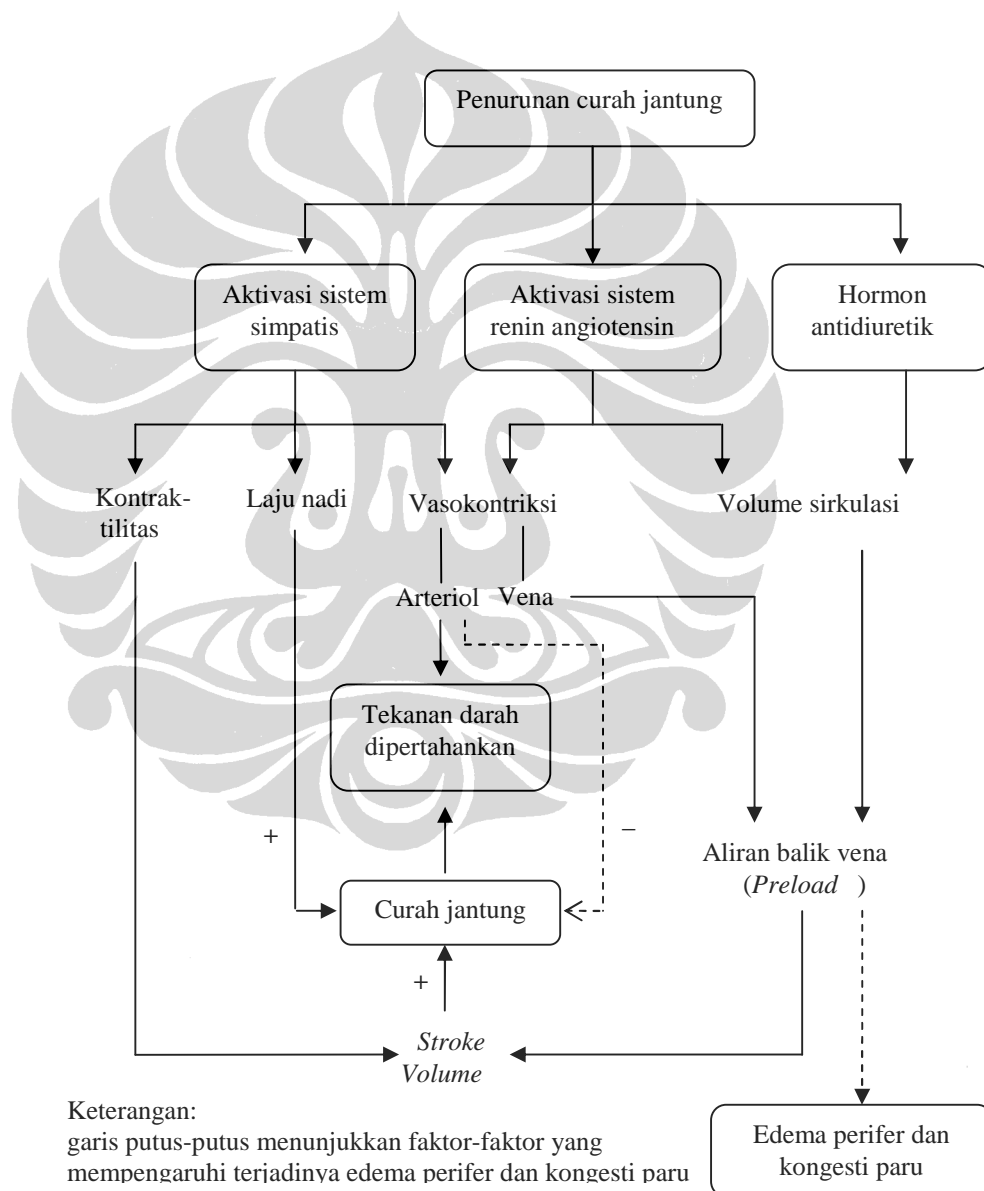 Penurunan curah jantung
Aktivasi sistem
simpatis
Aktivasi sistem
renin angiotensin
Hormon
antidiuretik
Kontrak-
tilitas
Laju nadi
Vasokontriksi
Volume sirkulasi
Arteriol
Vena
Tekanan darah
dipertahankan
+
–
Aliran balik vena
(Preload )
Curah jantung
+
Stroke
Volume
Keterangan:
garis putus-putus menunjukkan faktor-faktor yang
mempengaruhi terjadinya edema perifer dan kongesti paru
Edema perifer dan
kongesti paru